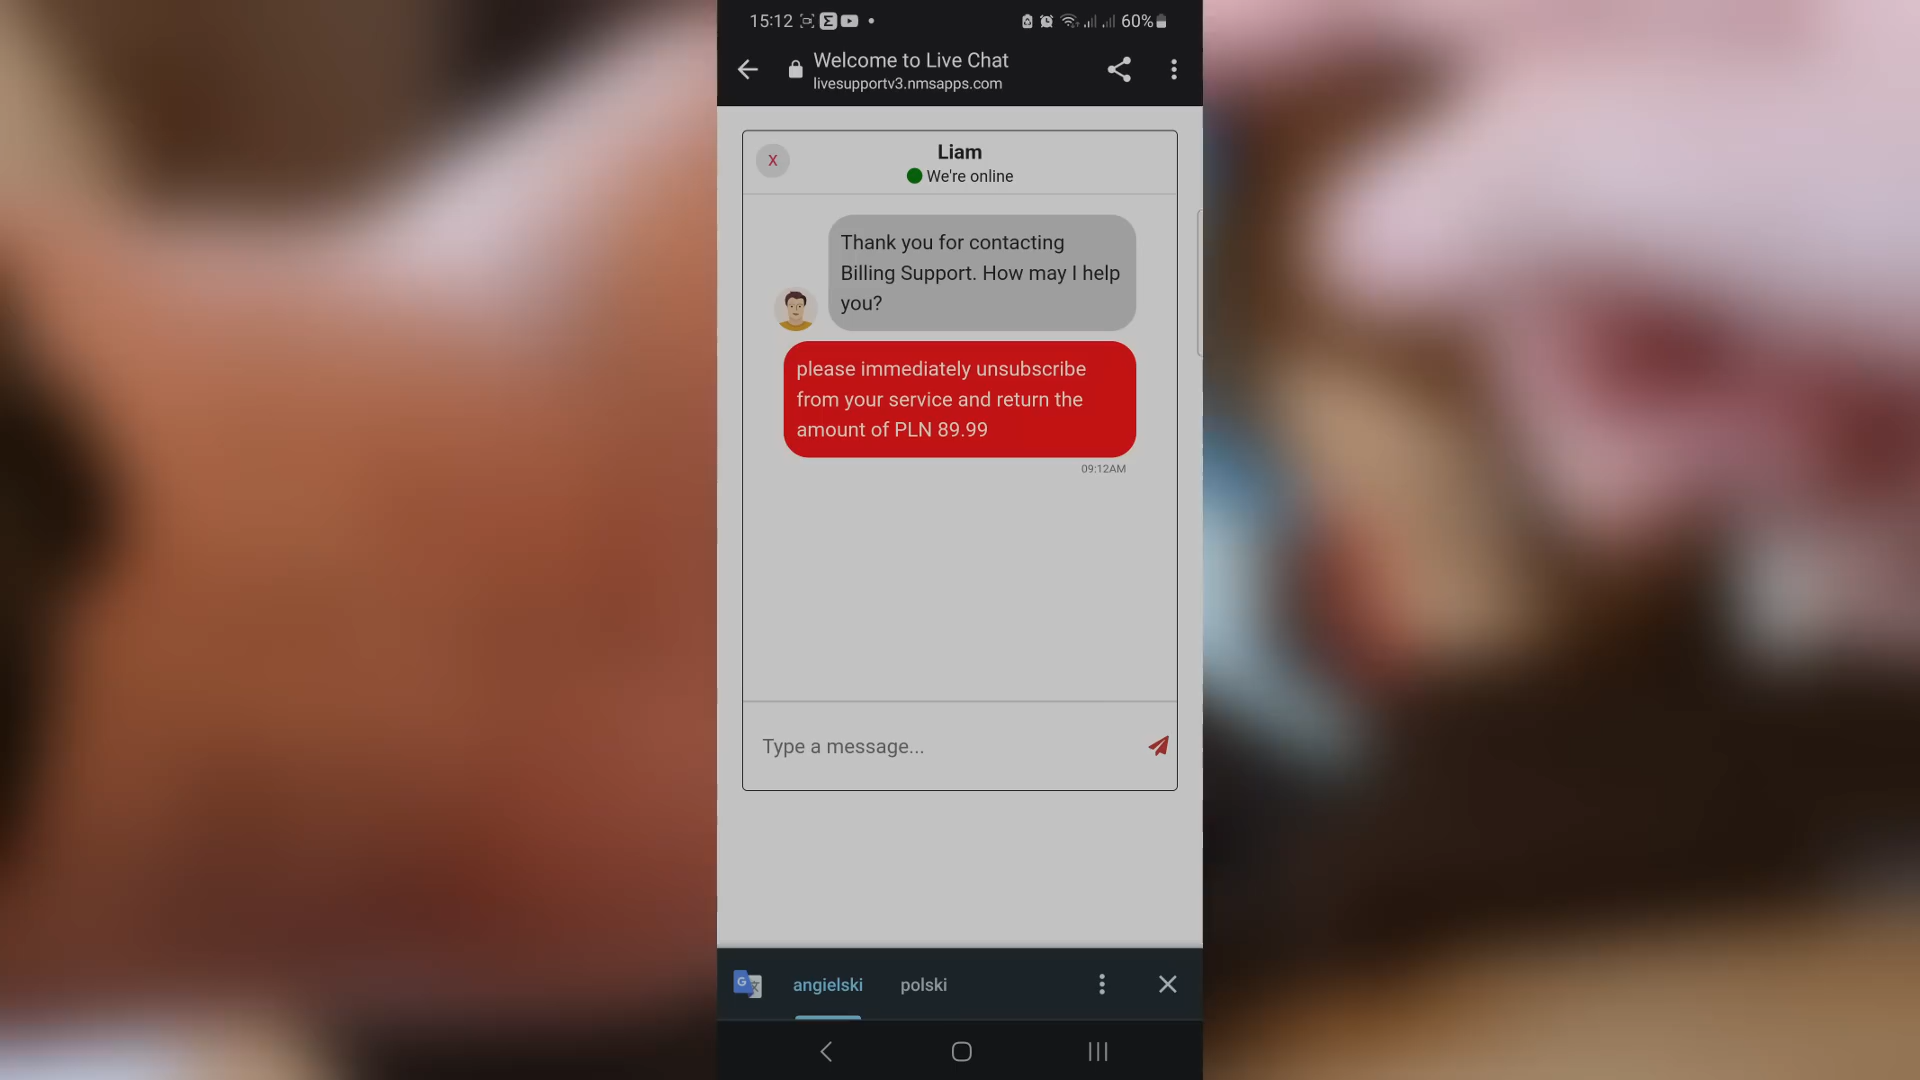 15:12
60%
Welcome to Live Chat
livesupportv3.nmsapps.com
X
Liam
We're online
Thank you for contacting
Billing Support. How may I help
you?
please immediately unsubscribe
from your service and return the
amount of PLN 89.99
09:12AM
Type a message...
angielski polski